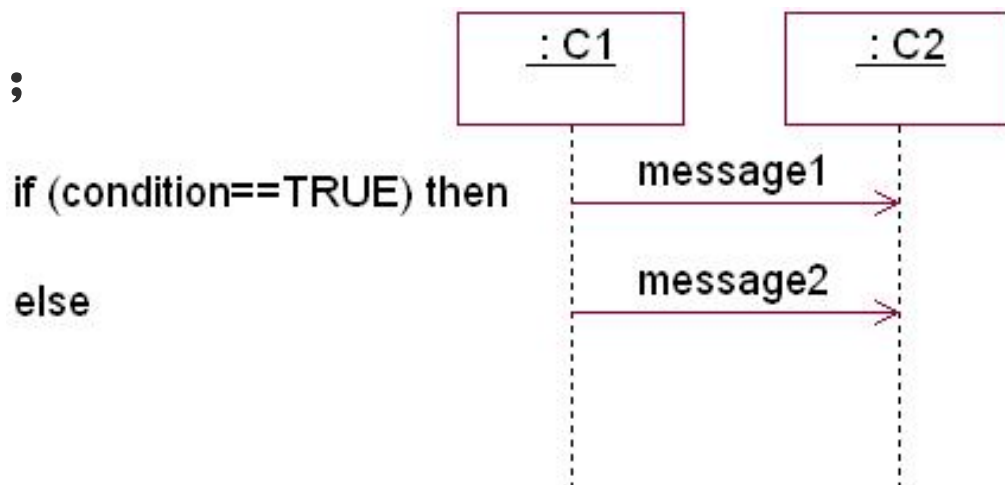 : C1
: C2
;
if (condition==TRUE) then
message1
else
message2